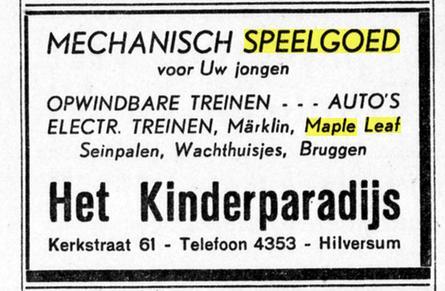 MECHANISCH SPEELGOED
voor Uw jongen
OPWINDBARE TREINEN - - - AUTO'S
ELECTR. TREINEN, Märklin, Maple Leaf
Seinpalen, Wachthuisjes, Bruggen
Het Kinderparadijs
Kerkstraat 61 - Telefoon 4353 - Hilversum